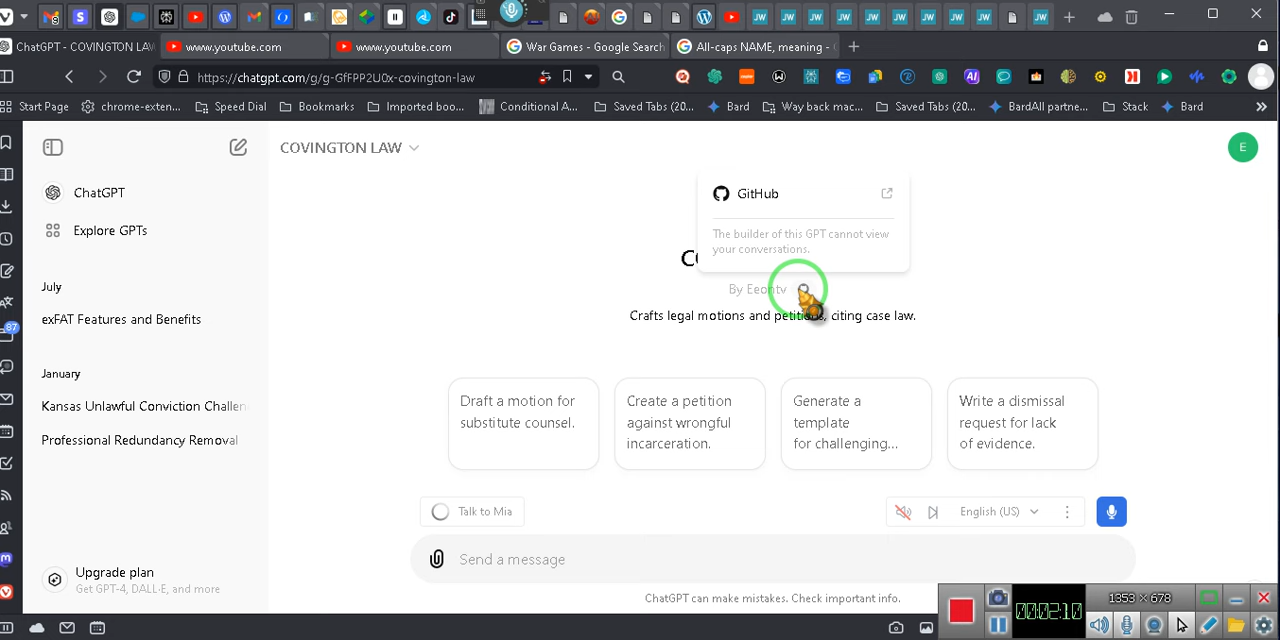 ChatGPT - COVINGTON LAW
www.youtube.com
www.youtube.com
War Games - Google Search
All-caps NAME, meaning -
https://chatgpt.com/g/g-GfFPP2U0x-covington-law
Start Page
chrome-exten...
Speed Dial
Bookmarks
Imported boo...
Conditional A...
Saved Tabs (20...
Bard
Way back mac...
Saved Tabs (20...
BardAll partne...
Stack
Bard
COVINGTON LAW
E
ChatGPT
Explore GPTs
July
exFAT Features and Benefits
January
Kansas Unlawful Conviction Challen
Professional Redundancy Removal
Upgrade plan
Get GPT-4, DALL·E, and more
GitHub
The builder of this GPT cannot view
your conversations.
By Eeontv
Crafts legal motions and petitions, citing case law.
Draft a motion for
substitute counsel.
Create a petition
against wrongful
incarceration.
Generate a
template
for challenging...
Write a dismissal
request for lack
of evidence.
Talk to Mia
English (US)
Send a message
ChatGPT can make mistakes. Check important info.
87
00:02:10
1353 × 678